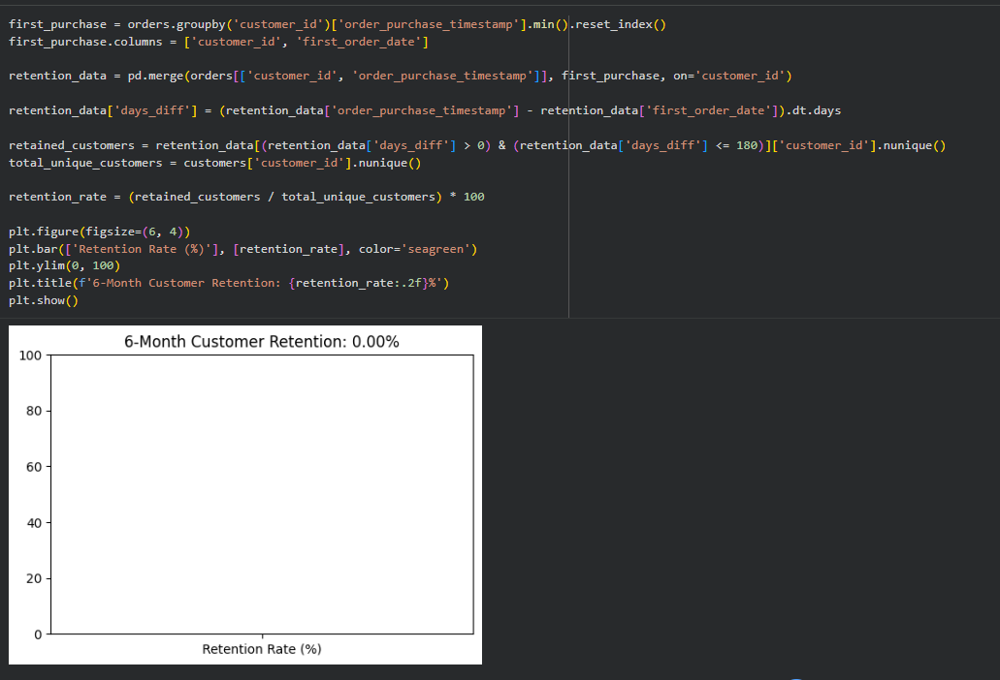 first_purchase = orders.groupby('customer_id')['order_purchase_timestamp'].min().reset_index()
first_purchase.columns = ['customer_id', 'first_order_date']
retention_data = pd.merge(orders[['customer_id', 'order_purchase_timestamp']], first_purchase, on='customer_id')
retention_data['days_diff'] = (retention_data['order_purchase_timestamp'] - retention_data['first_order_date']).dt.days
retained_customers = retention_data[(retention_data['days_diff'] > 0) & (retention_data['days_diff'] <= 180)]['customer_id'].nunique()
total_unique_customers = customers['customer_id'].nunique()
retention_rate = (retained_customers / total_unique_customers) * 100
plt.figure(figsize=(6, 4))
plt.bar(['Retention Rate (%)'], [retention_rate], color='seagreen')
plt.ylim(0, 100)
plt.title(f'6-Month Customer Retention: {retention_rate:.2f}%')
plt.show()
6-Month Customer Retention: 0.00%
100
80
60
40
20
0
Retention Rate (%)